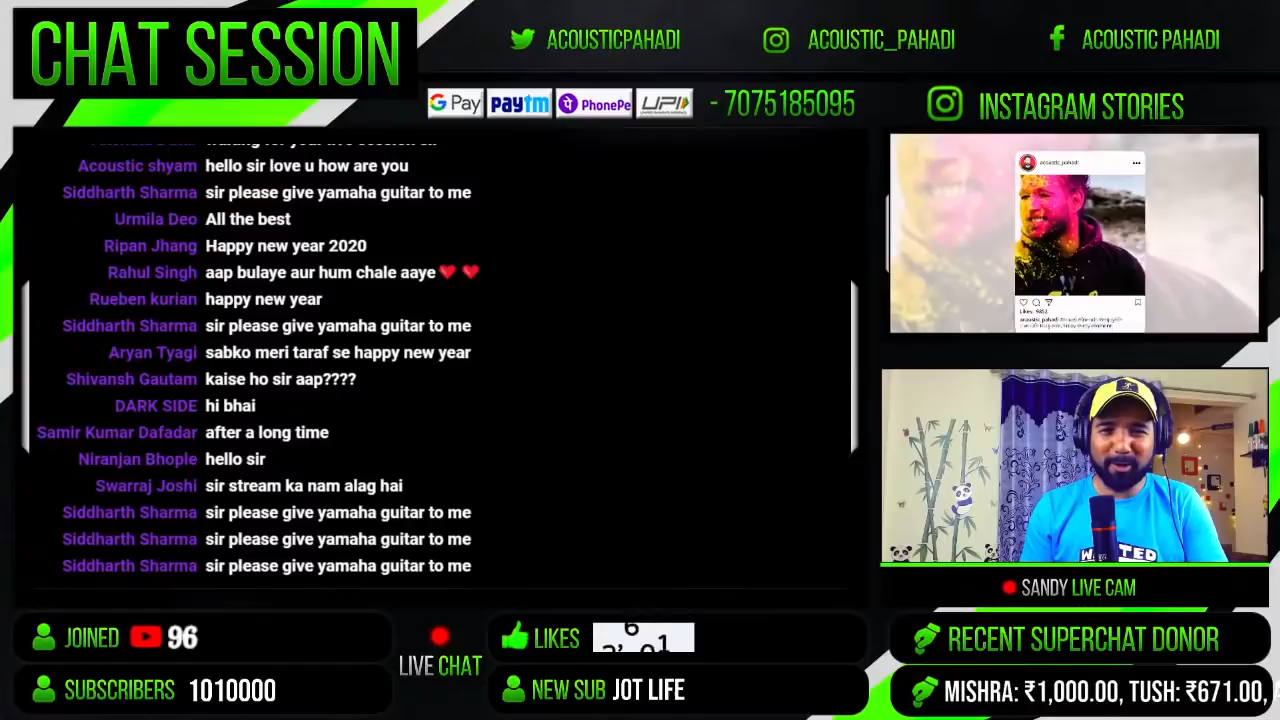 CHAT SESSION
ACOUSTICPAHADI
ACOUSTIC_PAHADI
ACOUSTIC PAHADI
G Pay
paytm
PhonePe
UPI
- 7075185095
INSTAGRAM STORIES
Acoustic shyam hello sir love u how are you
Siddharth Sharma sir please give yamaha guitar to me
Urmila Deo All the best
Ripan Jhang Happy new year 2020
Rahul Singh aap bulaye aur hum chale aaye
Rueben kurian happy new year
Siddharth Sharma sir please give yamaha guitar to me
Aryan Tyagi sabko meri taraf se happy new year
Shivansh Gautam kaise ho sir aap????
DARK SIDE hi bhai
Samir Kumar Dafadar after a long time
Niranjan Bhople hello sir
Swarraj Joshi sir stream ka nam alag hai
Siddharth Sharma sir please give yamaha guitar to me
Siddharth Sharma sir please give yamaha guitar to me
Siddharth Sharma sir please give yamaha guitar to me
acoustic_pahadi
SANDY LIVE CAM
JOINED 96
SUBSCRIBERS 1010000
LIVE CHAT
LIKES
NEW SUB JOT LIFE
RECENT SUPERCHAT DONOR
MISHRA: ₹1,000.00, TUSH: ₹671.00,